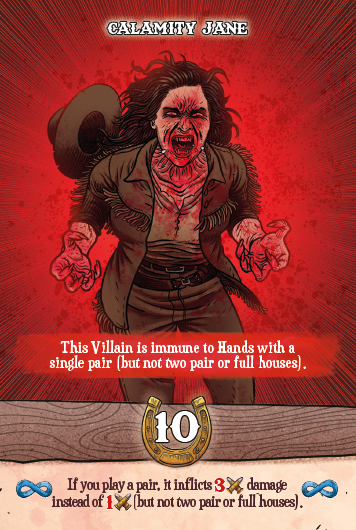 CALAMITY JANE
This Villain is immune to Hands with a
single pair (but not two pair or full houses).
10
If you play a pair, it inflicts 3 damage
instead of 1 (but not two pair or full houses).